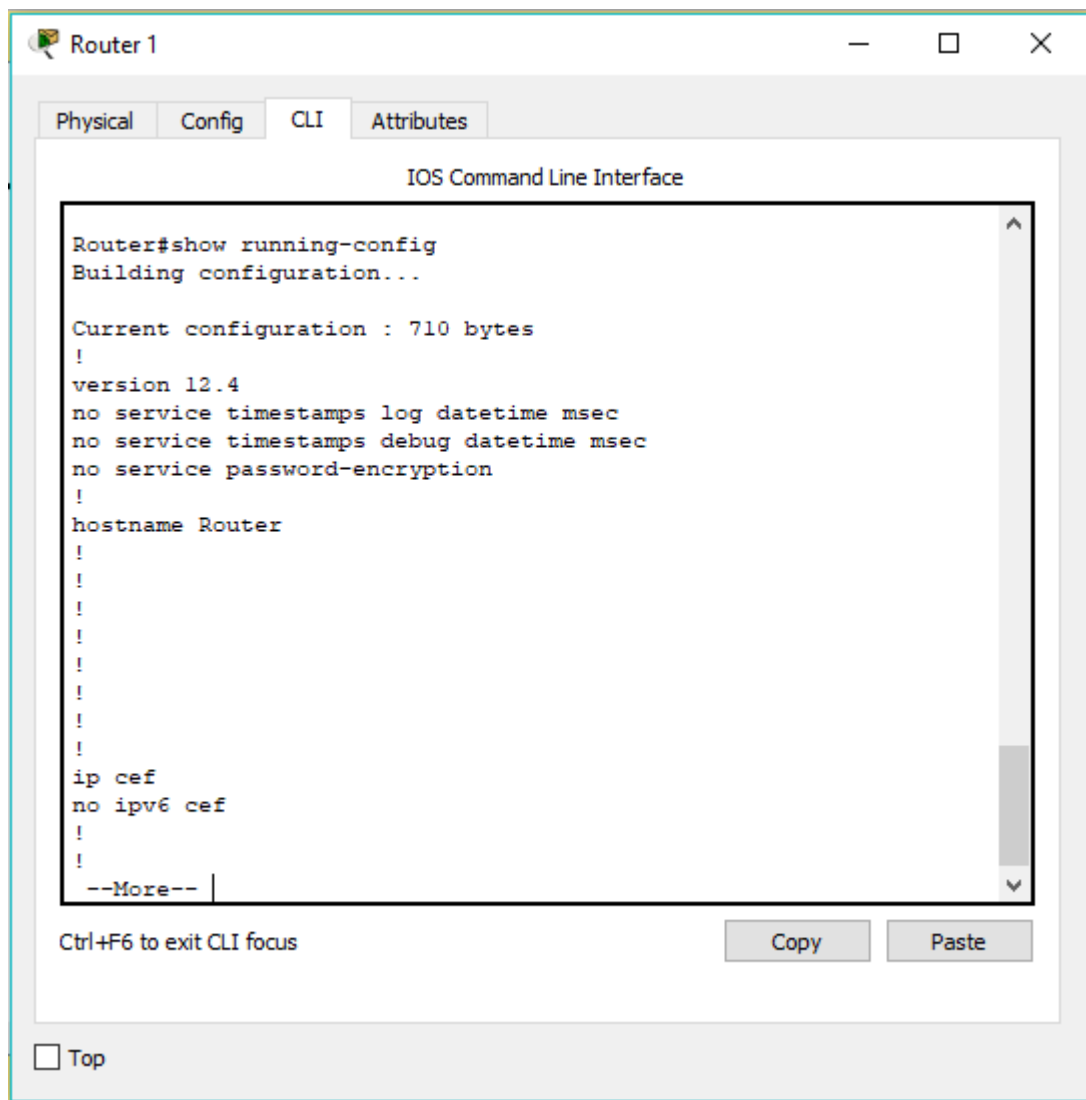 Router 1
Physical Config CLI Attributes
IOS Command Line Interface
Router#show running-config
Building configuration...
Current configuration : 710 bytes
!
version 12.4
no service timestamps log datetime msec
no service timestamps debug datetime msec
no service password-encryption
!
hostname Router
!
!
!
!
!
!
!
!
ip cef
no ipv6 cef
!
!
--More--
Ctrl+F6 to exit CLI focus
Copy Paste
Top